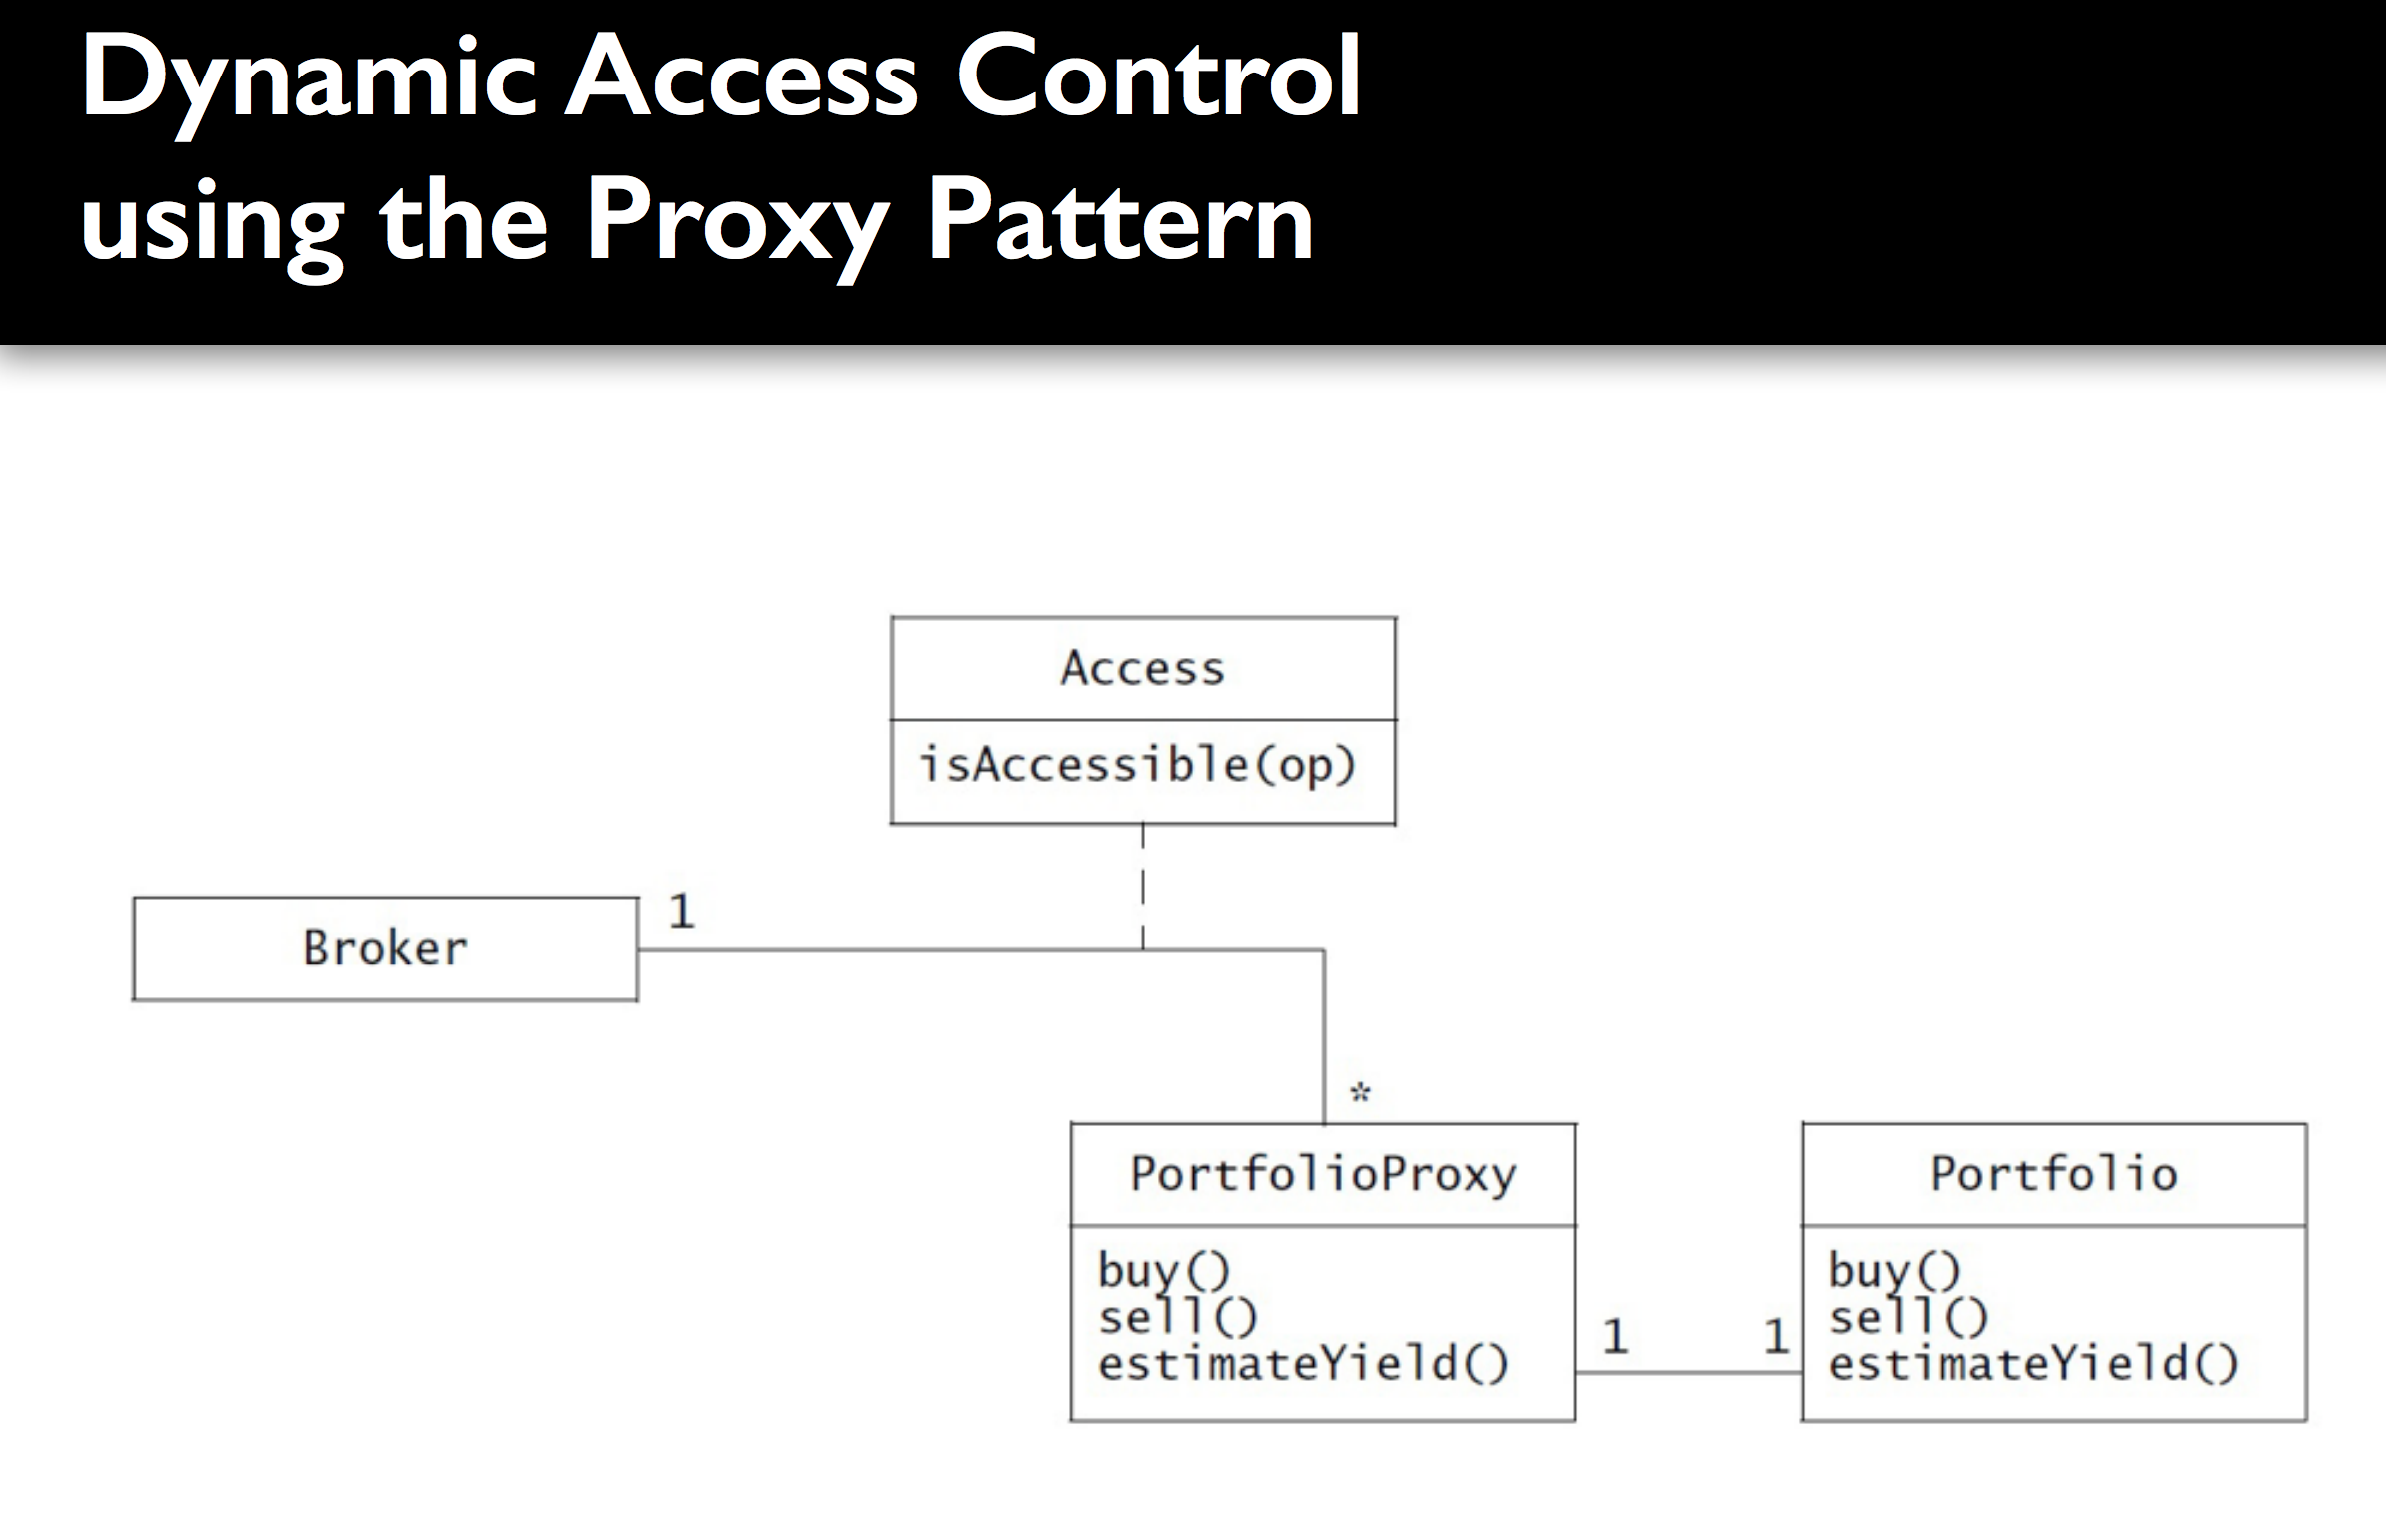 Dynamic Access Control
using the Proxy Pattern
Access
isAccessible(op)
Broker
1
*
PortfolioProxy
buy()
sell()
estimateYield()
1
1
Portfolio
buy()
sell()
estimateYield()